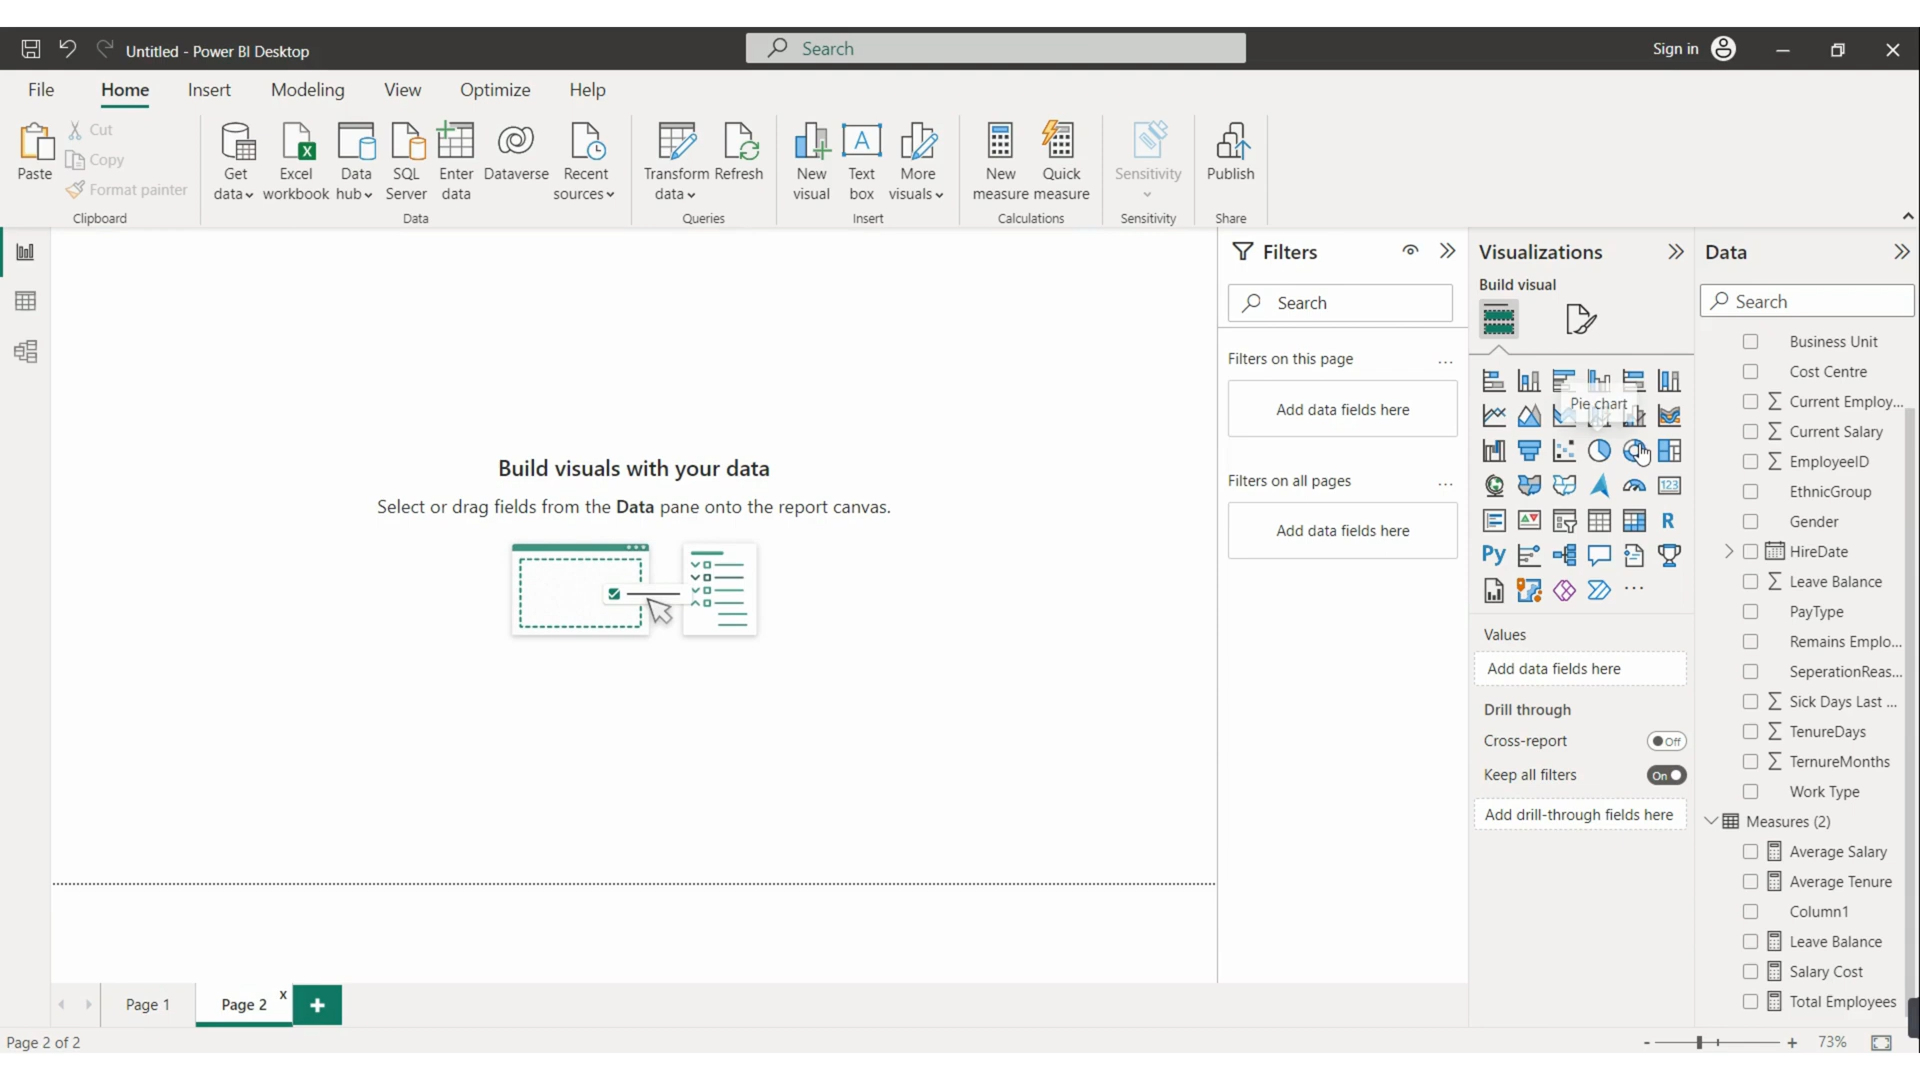 Untitled - Power BI Desktop
Search
Sign in
File Home Insert Modeling View Optimize Help
Paste
Cut
Copy
Format painter
Clipboard
Get data
Excel workbook
Data hub
SQL Server
Enter data
Dataverse
Recent sources
Data
Transform data
Refresh
Queries
New visual
Text box
More visuals
Insert
New measure
Quick measure
Calculations
Sensitivity
Sensitivity
Publish
Share
Build visuals with your data
Select or drag fields from the Data pane onto the report canvas.
Filters
Search
Filters on this page
...
Add data fields here
Filters on all pages
...
Add data fields here
Visualizations
Build visual
Pie chart
123
R
Py
...
Values
Add data fields here
Drill through
Cross-report
Off
Keep all filters
On
Add drill-through fields here
Data
Search
Business Unit
Cost Centre
Current Employ...
Current Salary
EmployeeID
EthnicGroup
Gender
HireDate
Leave Balance
PayType
Remains Emplo...
SeperationReas...
Sick Days Last ...
TenureDays
TernureMonths
Work Type
Measures (2)
Average Salary
Average Tenure
Column1
Leave Balance
Salary Cost
Total Employees
Page 1
Page 2
x
+
Page 2 of 2
- + 73%